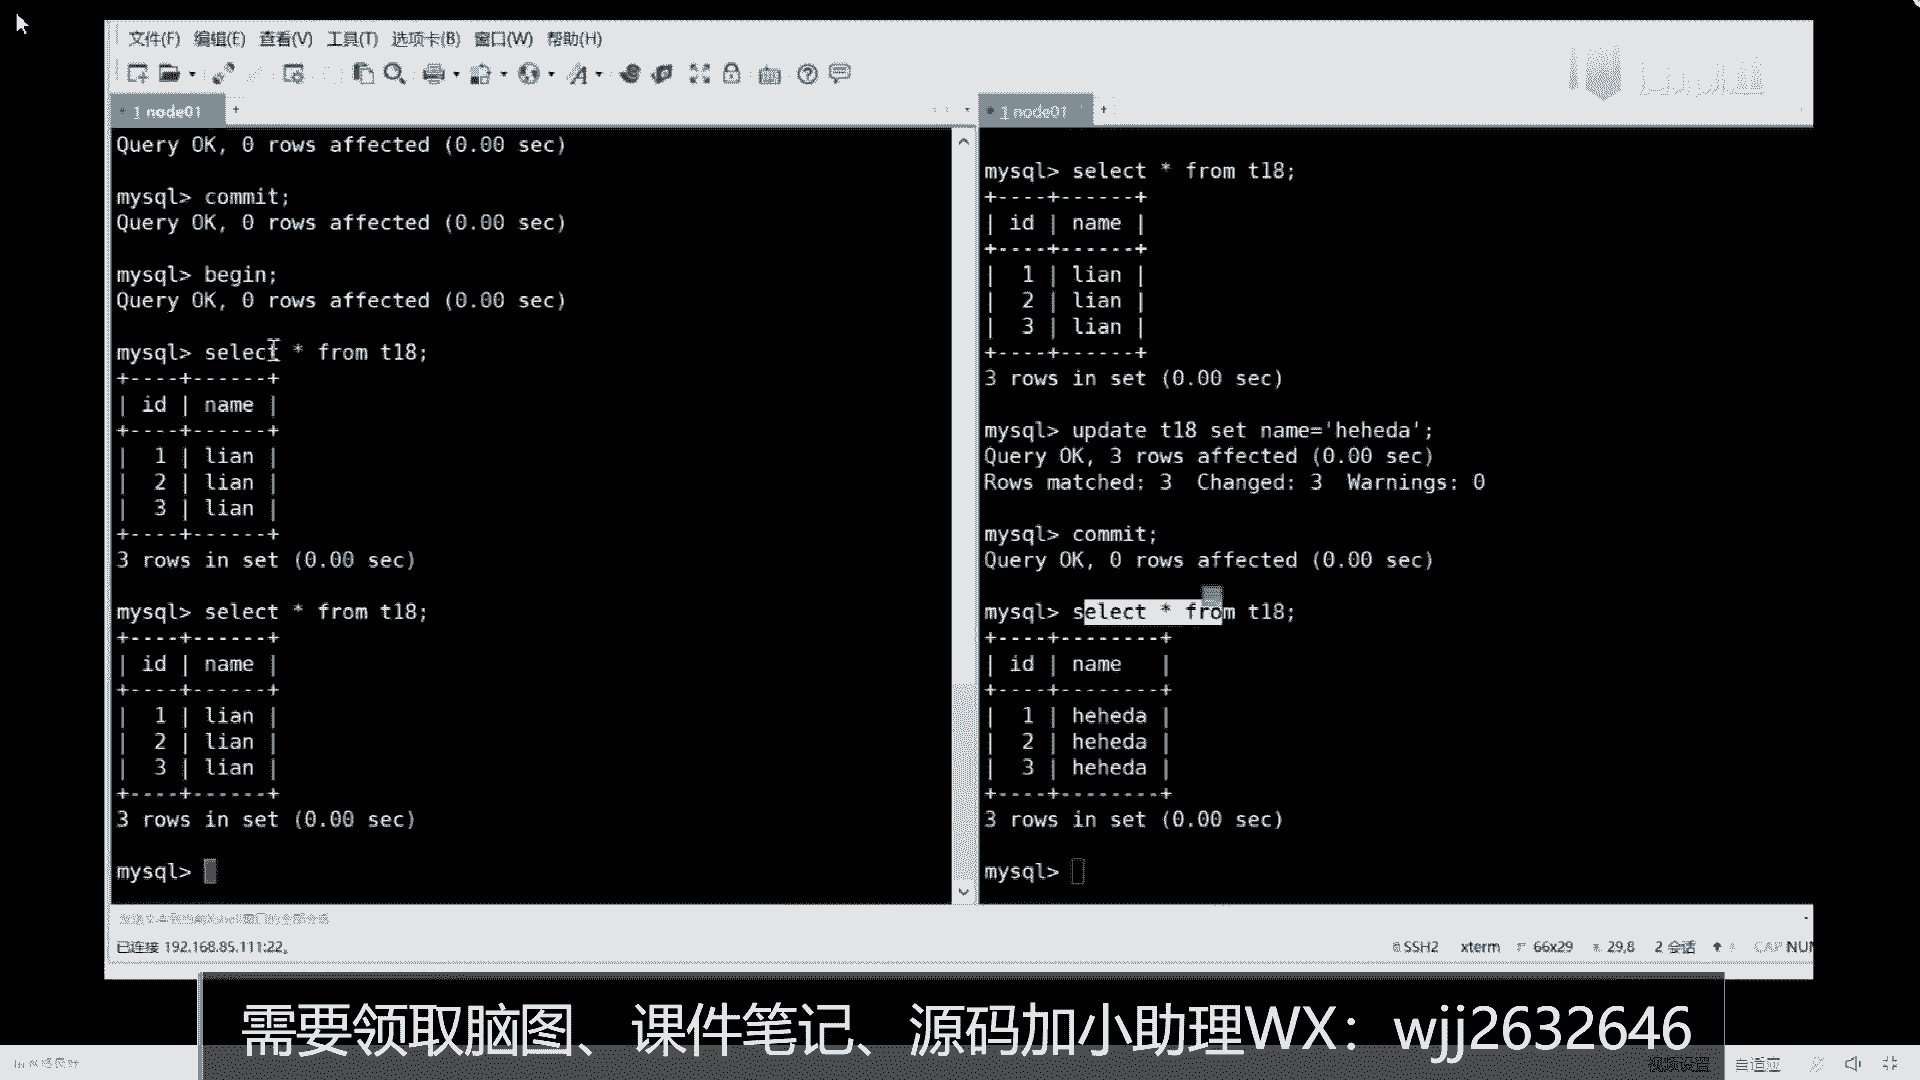 文件(F) 编辑(E) 查看(V) 工具(T) 选项卡(B) 窗口(W) 帮助(H)
1 node01 +
Query OK, 0 rows affected (0.00 sec)
mysql> commit;
Query OK, 0 rows affected (0.00 sec)
mysql> begin;
Query OK, 0 rows affected (0.00 sec)
mysql> select * from t18;
+----+------+
| id | name |
+----+------+
| 1 | lian |
| 2 | lian |
| 3 | lian |
+----+------+
3 rows in set (0.00 sec)
mysql> select * from t18;
+----+------+
| id | name |
+----+------+
| 1 | lian |
| 2 | lian |
| 3 | lian |
+----+------+
3 rows in set (0.00 sec)
mysql>
1 node01 +
mysql> select * from t18;
+----+------+
| id | name |
+----+------+
| 1 | lian |
| 2 | lian |
| 3 | lian |
+----+------+
3 rows in set (0.00 sec)
mysql> update t18 set name='heheda';
Query OK, 3 rows affected (0.00 sec)
Rows matched: 3 Changed: 3 Warnings: 0
mysql> commit;
Query OK, 0 rows affected (0.00 sec)
mysql> select * from t18;
+----+--------+
| id | name |
+----+--------+
| 1 | heheda |
| 2 | heheda |
| 3 | heheda |
+----+--------+
3 rows in set (0.00 sec)
mysql>
已连接 192.168.85.111:22。 SSH2 xterm 66x29 29,8 2 会话 CAP NUM
需要领取脑图、课件笔记、源码加小助理WX：wjj2632646
视频设置 自适应